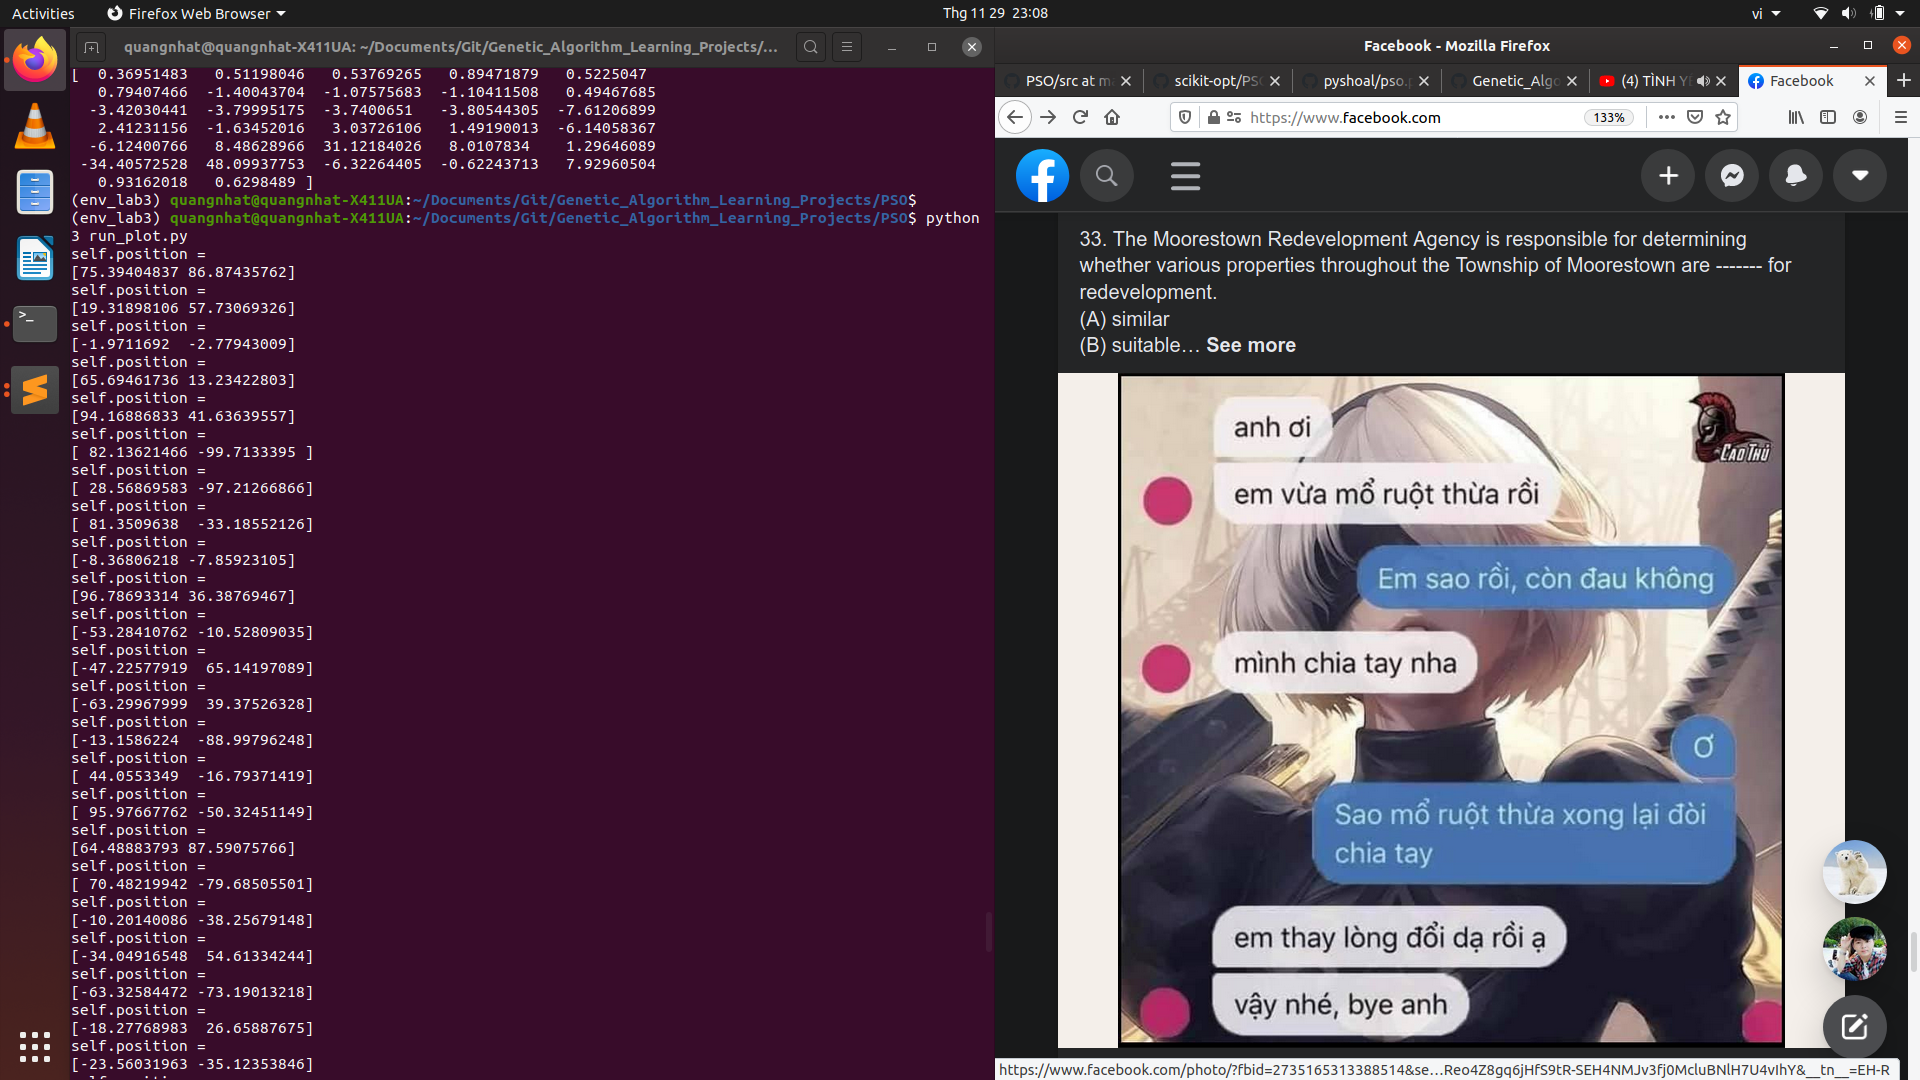 Activities
Firefox Web Browser
Thg 11 29 23:08
vi
quangnhat@quangnhat-X411UA: ~/Documents/Git/Genetic_Algorithm_Learning_Projects/...
[ 0.36951483 0.51198046 0.53769265 0.89471879 0.5225047
0.79407466 -1.40043704 -1.07575683 -1.10411508 0.49467685
-3.42030441 -3.79995175 -3.7400651 -3.80544305 -7.61206899
2.41231156 -1.63452016 3.03726106 1.49190013 -6.14058367
-6.12400766 8.48628966 31.12184026 8.0107834 1.29646089
-34.40572528 48.09937753 -6.32264405 -0.62243713 7.92960504
0.93162018 0.6298489 ]
(env_lab3) quangnhat@quangnhat-X411UA:~/Documents/Git/Genetic_Algorithm_Learning_Projects/PSO$
(env_lab3) quangnhat@quangnhat-X411UA:~/Documents/Git/Genetic_Algorithm_Learning_Projects/PSO$ python
3 run_plot.py
self.position =
[75.39404837 86.87435762]
self.position =
[19.31898106 57.73069326]
self.position =
[-1.9711692 -2.77943009]
self.position =
[65.69461736 13.23422803]
self.position =
[94.16886833 41.63639557]
self.position =
[ 82.13621466 -99.7133395 ]
self.position =
[ 28.56869583 -97.21266866]
self.position =
[ 81.3509638 -33.18552126]
self.position =
[-8.36806218 -7.85923105]
self.position =
[96.78693314 36.38769467]
self.position =
[-53.28410762 -10.52809035]
self.position =
[-47.22577919 65.14197089]
self.position =
[-63.29967999 39.37526328]
self.position =
[-13.1586224 -88.99796248]
self.position =
[ 44.0553349 -16.79371419]
self.position =
[ 95.97667762 -50.32451149]
self.position =
[64.48883793 87.59075766]
self.position =
[ 70.48219942 -79.68505501]
self.position =
[-10.20140086 -38.25679148]
self.position =
[-34.04916548 54.61334244]
self.position =
[-63.32584472 -73.19013218]
self.position =
[-18.27768983 26.65887675]
self.position =
[-23.56031963 -35.12353846]
Facebook - Mozilla Firefox
PSO/src at m
scikit-opt/PSO
pyshoal/pso.p
Genetic_Algo
(4) TÌNH YÊ
Facebook
https://www.facebook.com
133%
33. The Moorestown Redevelopment Agency is responsible for determining
whether various properties throughout the Township of Moorestown are ------- for
redevelopment.
(A) similar
(B) suitable… See more
CAO THỦ
anh ơi
em vừa mổ ruột thừa rồi
Em sao rồi, còn đau không
mình chia tay nha
Ơ
Sao mổ ruột thừa xong lại đòi
chia tay
em thay lòng đổi dạ rồi ạ
vậy nhé, bye anh
https://www.facebook.com/photo/?fbid=2735165313388514&se…Reo4Z8gq6jHfS9tR-SEH4NMJv3fj0McluBNlH7U4vIhY&__tn__=EH-R